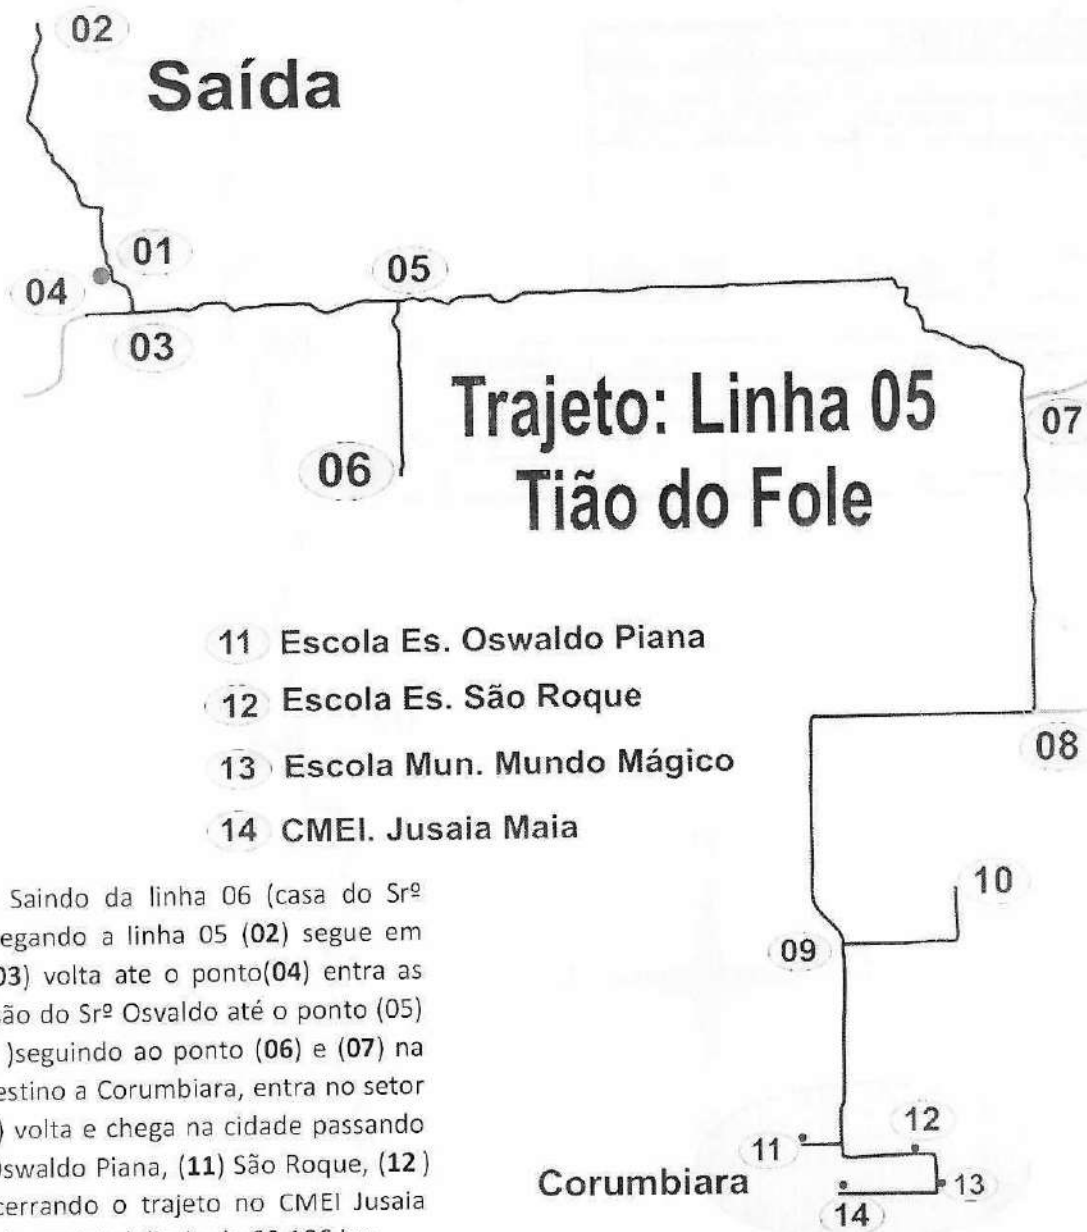 02
Saída
01
04
05
03
Trajeto: Linha 05
Tião do Fole
07
06
11 Escola Es. Oswaldo Piana
12 Escola Es. São Roque
13 Escola Mun. Mundo Mágico
14 CMEI. Jusaia Maia
08
10
09
Saindo da linha 06 (casa do Srº
egando a linha 05 (02) segue em
03) volta ate o ponto(04) entra as
ão do Srº Osvaldo até o ponto (05)
)seguindo ao ponto (06) e (07) na
estino a Corumbiara, entra no setor
) volta e chega na cidade passando
Oswaldo Piana, (11) São Roque, (12 )
cerrando o trajeto no CMEI Jusaia
12
11
Corumbiara
13
14